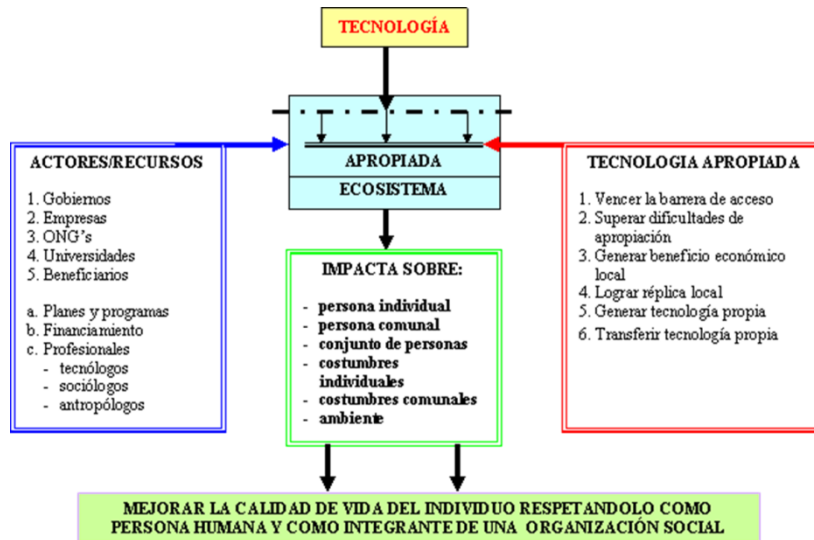 TECNOLOGÍA
APROPIADA
ECOSISTEMA
ACTORES/RECURSOS
1. Gobiernos
2. Empresas
3. ONG's
4. Universidades
5. Beneficiarios
a. Planes y programas
b. Financiamiento
c. Profesionales
- tecnólogos
- sociólogos
- antropólogos
IMPACTA SOBRE:
- persona individual
- persona comunal
- conjunto de personas
- costumbres
individuales
- costumbres comunales
- ambiente
TECNOLOGIA APROPIADA
1. Vencer la barrera de acceso
2. Superar dificultades de
apropiación
3. Generar beneficio económico
local
4. Lograr réplica local
5. Generar tecnología propia
6. Transferir tecnología propia
MEJORAR LA CALIDAD DE VIDA DEL INDIVIDUO RESPETANDOLO COMO
PERSONA HUMANA Y COMO INTEGRANTE DE UNA ORGANIZACIÓN SOCIAL